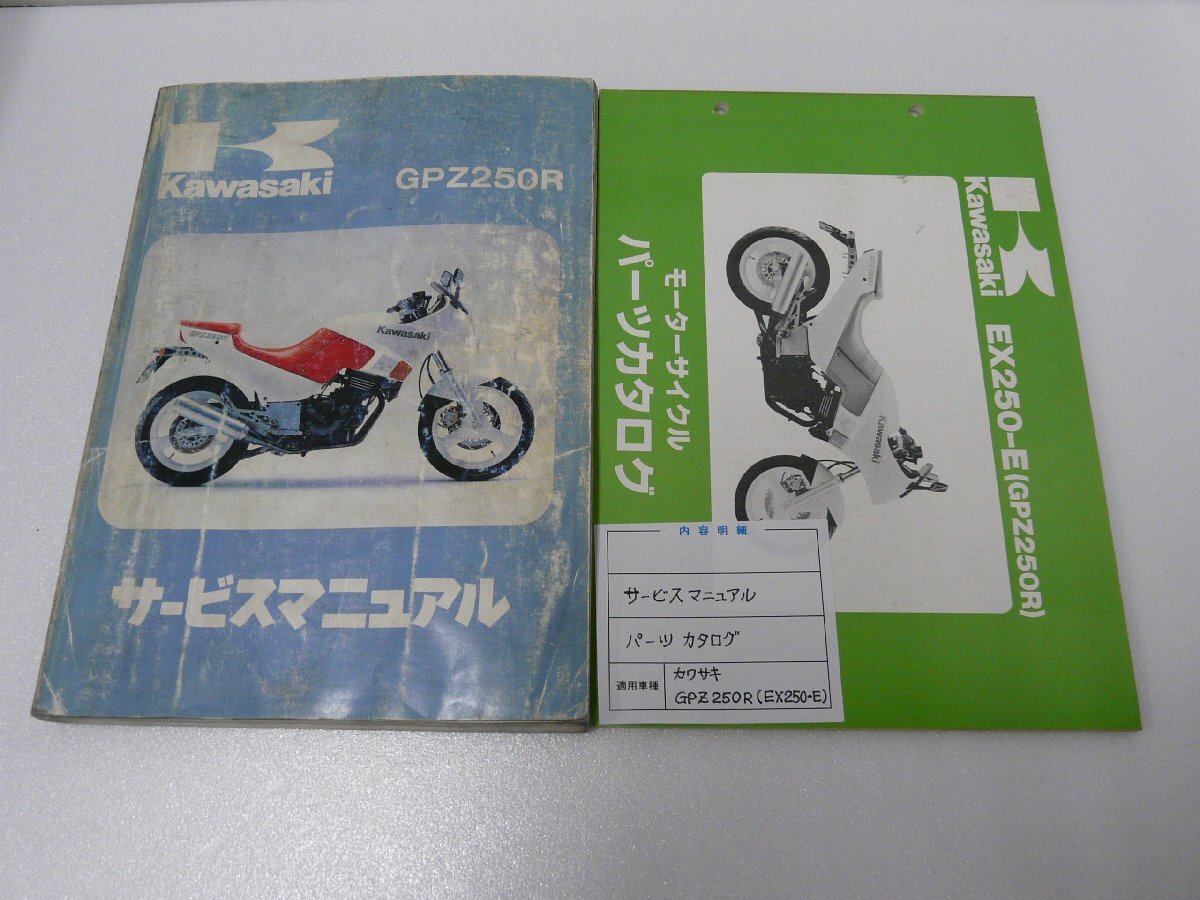 Kawasaki
GPZ250R
Kawasaki
GPZ250R
サービスマニュアル
Kawasaki
EX250-E(GPZ250R)
Kawasaki
モーターサイクル
パーツカタログ
内容明細
サービスマニュアル
パーツ カタログ
適用車種
カワサキ
GPZ250R(EX250-E)